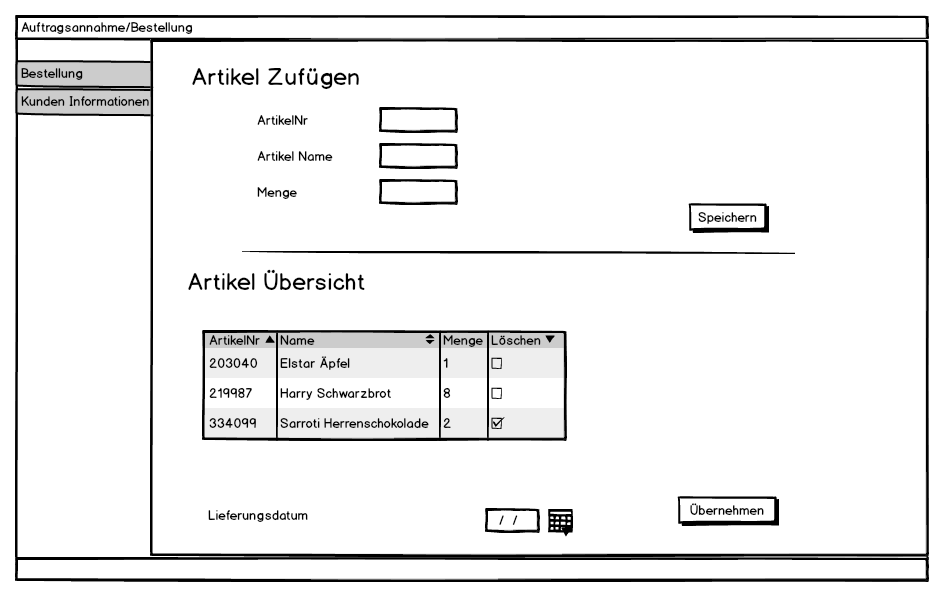 Auftragsannahme/Bestellung
Bestellung
Kunden Informationen
Artikel Zufügen
ArtikelNr
Artikel Name
Menge
Speichern
Artikel Übersicht
ArtikelNr Name Menge Löschen
203040 Elstar Äpfel 1
219987 Harry Schwarzbrot 8
334099 Sarroti Herrenschokolade 2
Lieferungsdatum / / Übernehmen